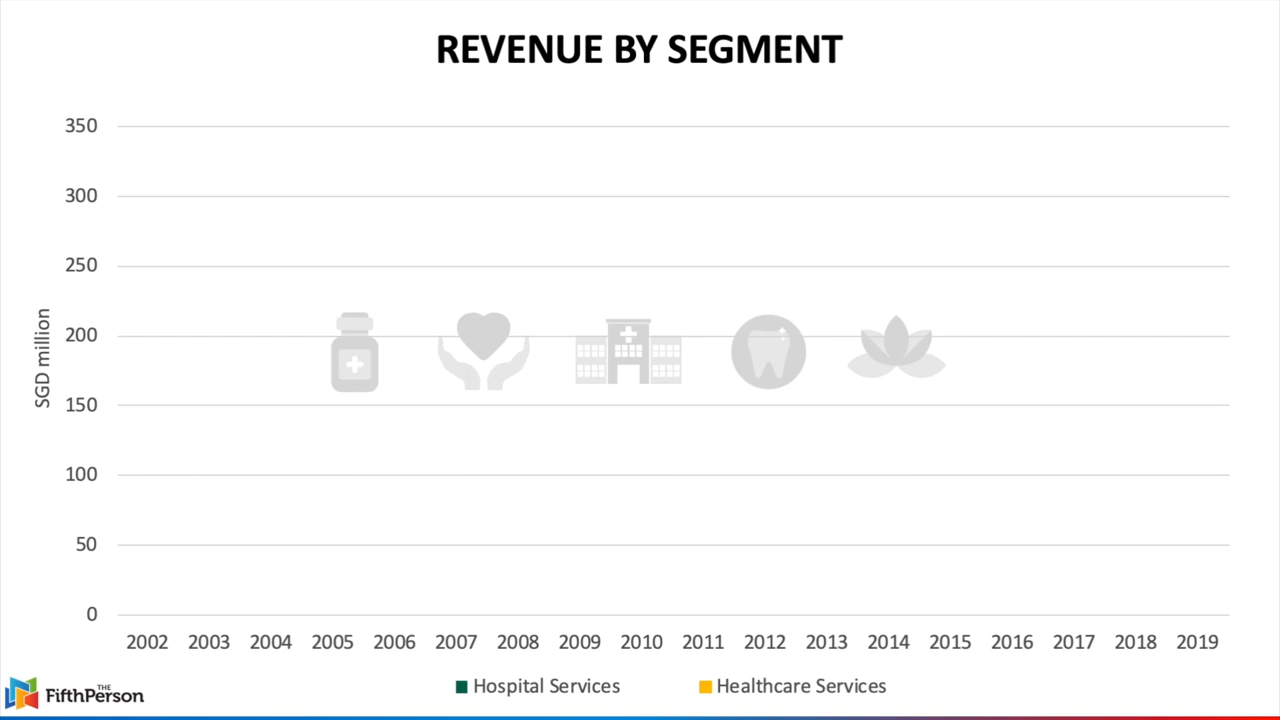 REVENUE BY SEGMENT
350
300
250
200
150
100
50
0
SGD million
2002 2003 2004 2005 2006 2007 2008 2009 2010 2011 2012 2013 2014 2015 2016 2017 2018 2019
Hospital Services Healthcare Services
THE
FifthPerson